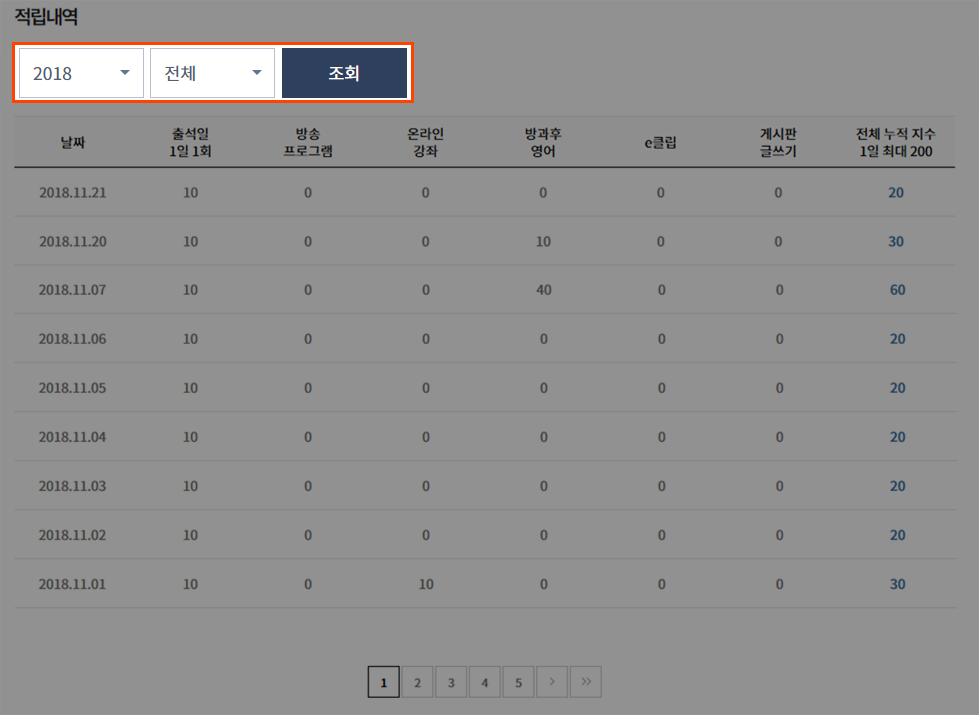 적립내역
2018 전체 조회
날짜 출석일 방송 온라인 방과후 e클립 게시판 전체 누적 지수
1일 1회 프로그램 강좌 영어 글쓰기 1일 최대 200
2018.11.21 10 0 0 0 0 0 20
2018.11.20 10 0 0 10 0 0 30
2018.11.07 10 0 0 40 0 0 60
2018.11.06 10 0 0 0 0 0 20
2018.11.05 10 0 0 0 0 0 20
2018.11.04 10 0 0 0 0 0 20
2018.11.03 10 0 0 0 0 0 20
2018.11.02 10 0 0 0 0 0 20
2018.11.01 10 0 10 0 0 0 30
1 2 3 4 5 > >>